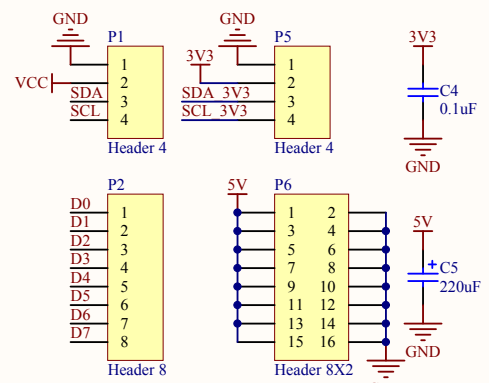 GND
P1
1
VCC
2
SDA
3
SCL
4
Header 4
GND
P5
3V3
1
2
SDA_3V3
3
SCL_3V3
4
Header 4
3V3
C4
0.1uF
GND
P2
D0 1
D1 2
D2 3
D3 4
D4 5
D5 6
D6 7
D7 8
Header 8
5V
P6
1 2
3 4
5 6
7 8
9 10
11 12
13 14
15 16
Header 8X2
5V
+
C5
220uF
GND